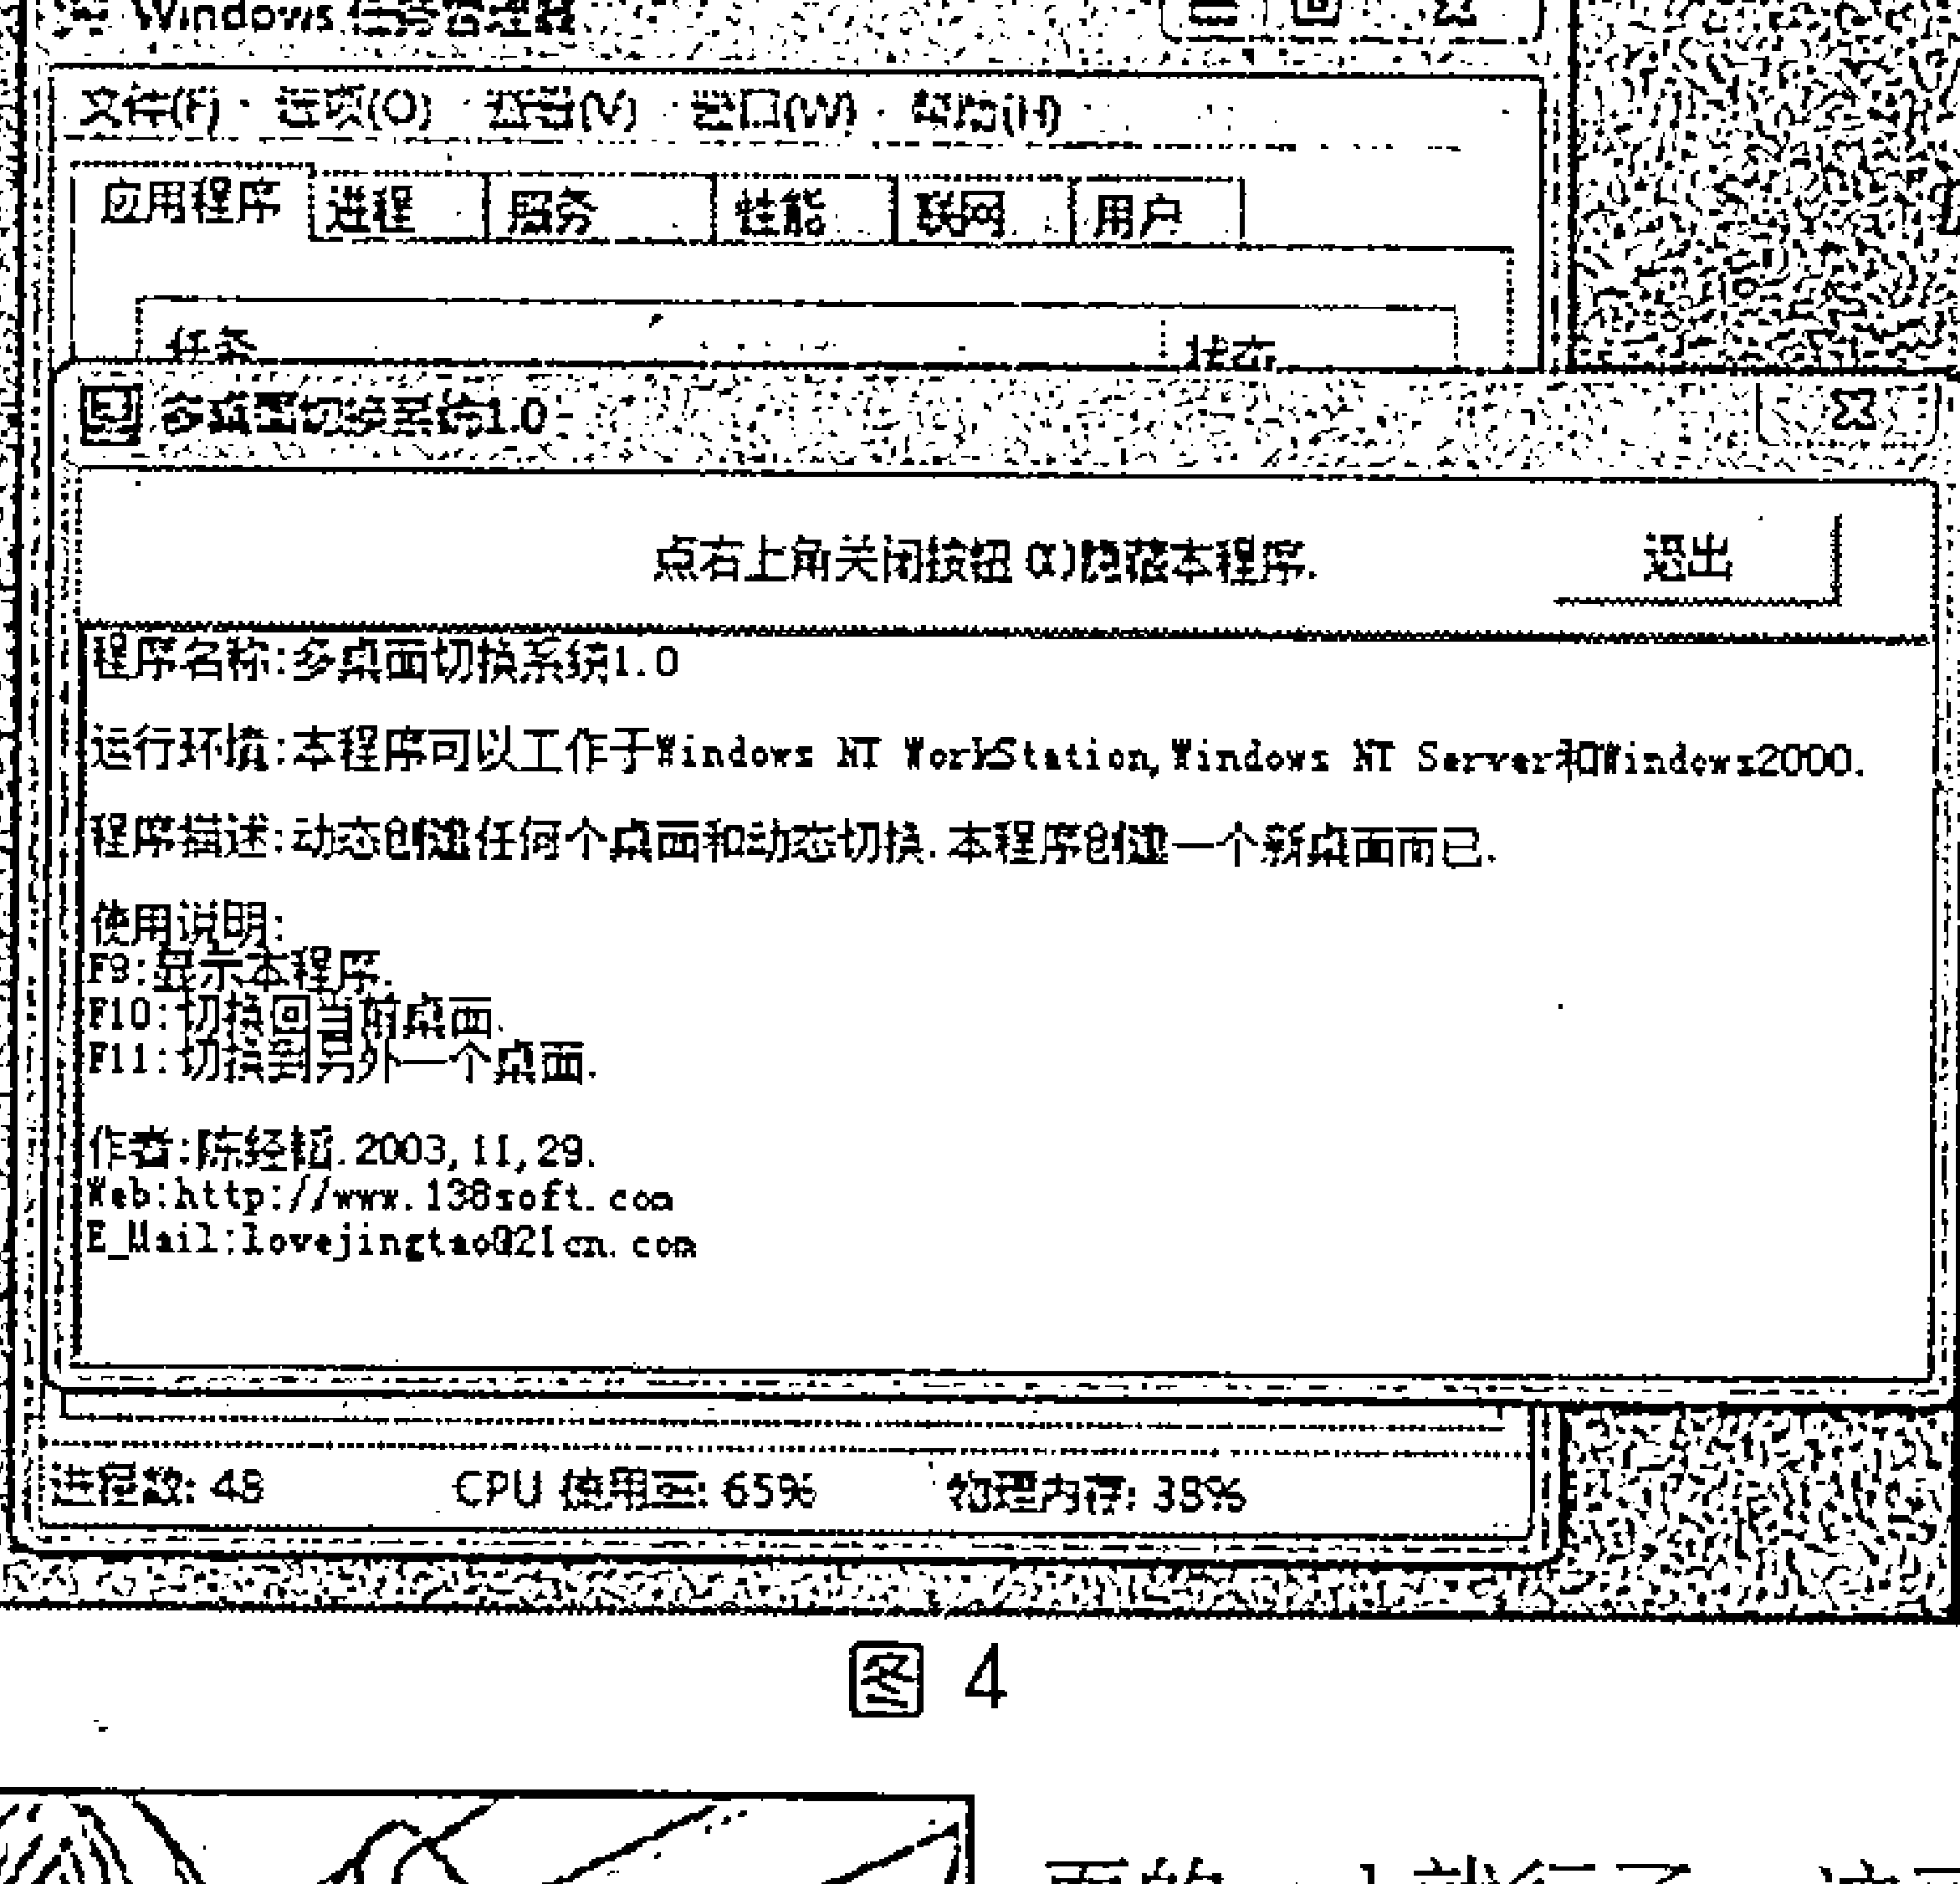 Windows 任务管理器
文件(F) 选项(O) 查看(V) 窗口(W) 帮助(H)
应用程序 进程 服务 性能 联网 用户
任务 状态
多桌面切换系统1.0
点右上角关闭按钮(X)隐藏本程序. 退出
程序名称:多桌面切换系统1.0
运行环境:本程序可以工作于Windows NT WorkStation,Windows NT Server和Windows2000.
程序描述:动态创建任何个桌面和动态切换.本程序创建一个新桌面而已.
使用说明:
F9:显示本程序.
F10:切换回当前桌面.
F11:切换到另外一个桌面.
作者:陈经韬.2003,11,29.
Web:http://www.138soft.com
E_Mail:lovejingtao@21cn.com
进程数: 48 CPU 使用率: 65% 物理内存: 38%
图 4